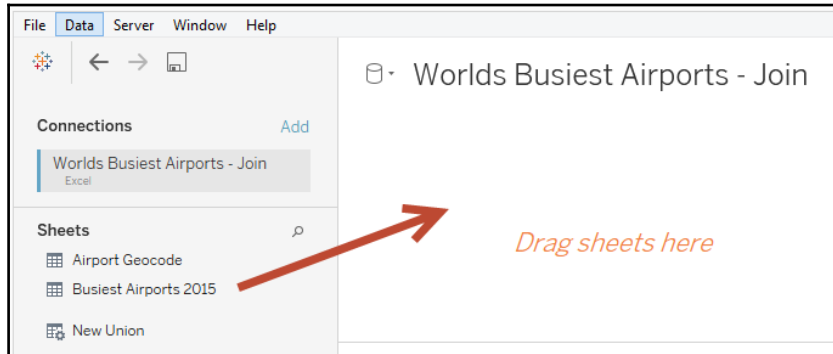 File Data Server Window Help
Worlds Busiest Airports - Join
Connections Add
Worlds Busiest Airports - Join
Excel
Sheets
Airport Geocode
Busiest Airports 2015
New Union
Drag sheets here